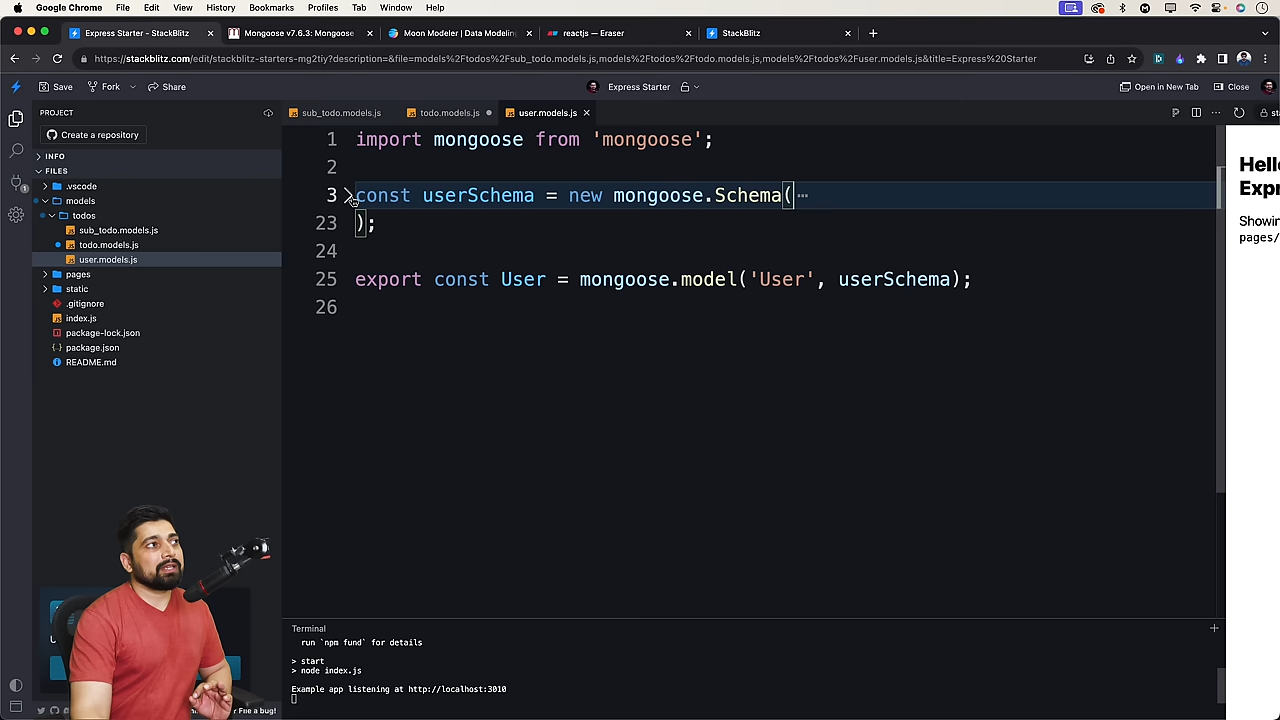 Google Chrome File Edit View History Bookmarks Profiles Tab Window Help
Express Starter - StackBlitz
Mongoose v7.6.3: Mongoose
Moon Modeler | Data Modeling
reactjs — Eraser
StackBlitz
https://stackblitz.com/edit/stackblitz-starters-mg2tiy?description=&file=models%2Ftodos%2Fsub_todo.models.js,models%2Ftodos%2Ftodo.models.js,models%2Ftodos%2Fuser.models.js&title=Express%20Starter
Save Fork Share
Express Starter
Open in New Tab Close
PROJECT
Create a repository
INFO
FILES
.vscode
models
todos
sub_todo.models.js
todo.models.js
user.models.js
pages
static
.gitignore
index.js
package-lock.json
package.json
README.md
sub_todo.models.js todo.models.js user.models.js
1 import mongoose from 'mongoose';
2
3 const userSchema = new mongoose.Schema(
23 );
24
25 export const User = mongoose.model('User', userSchema);
26
Hello
Expr
Showin
pages/
Terminal
run `npm fund` for details
> start
> node index.js
Example app listening at http://localhost:3010
File a bug!